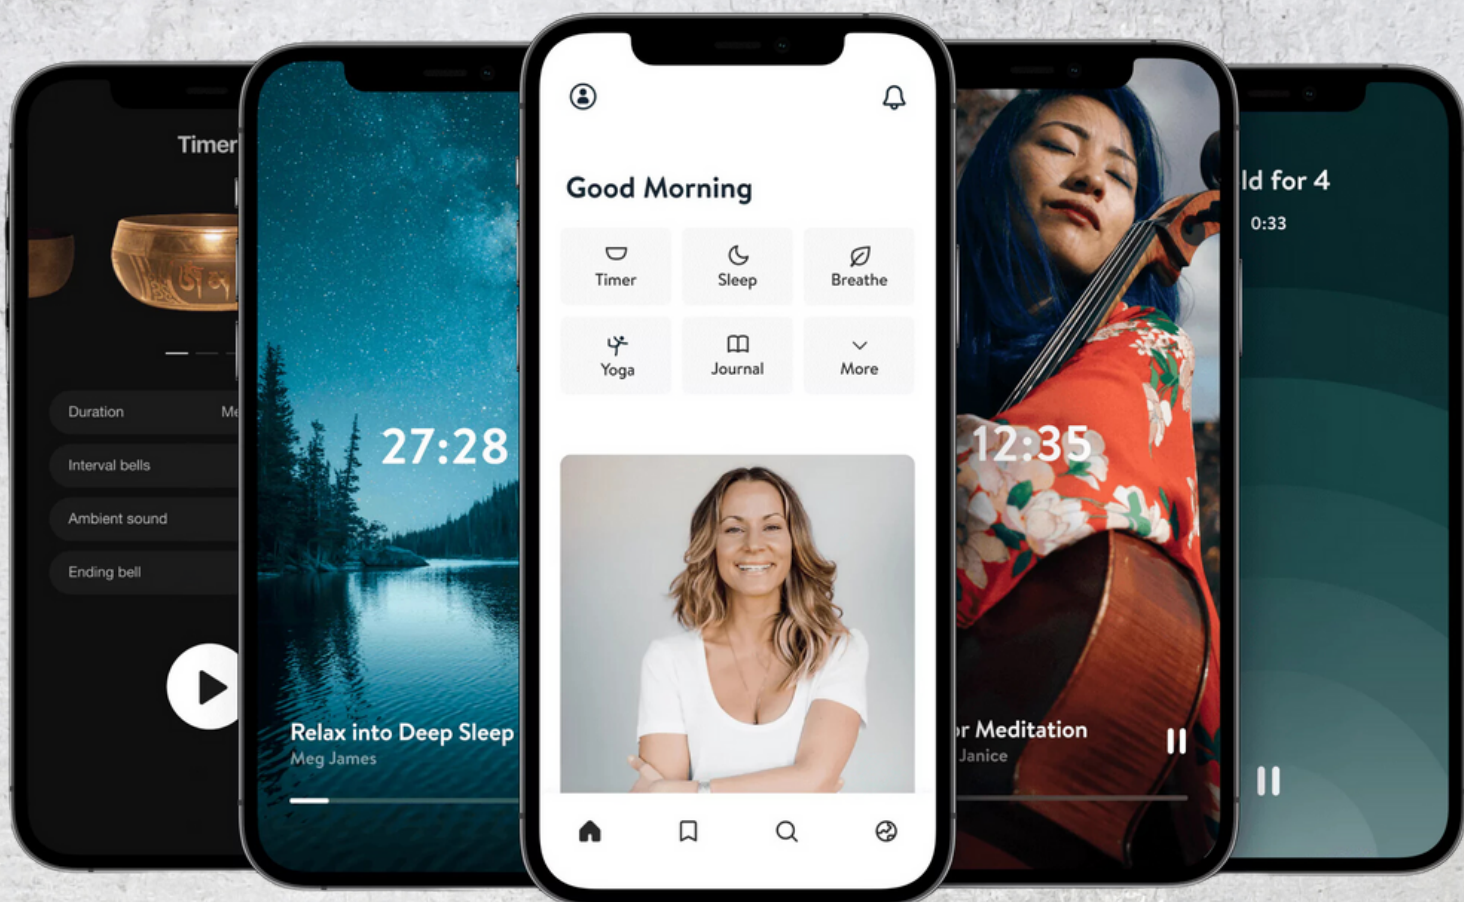 Timer
Duration
Interval bells
Ambient sound
Ending bell
27:28
Relax into Deep Sleep
Meg James
Good Morning
Timer
Sleep
Breathe
Yoga
Journal
More
12:35
r Meditation
Janice
ld for 4
0:33